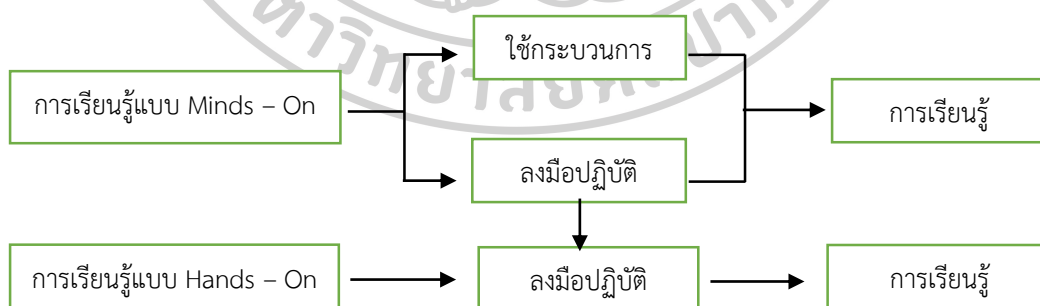 ใช้กระบวนการ
การเรียนรู้แบบ Minds – On
การเรียนรู้
ลงมือปฏิบัติ
การเรียนรู้แบบ Hands – On
ลงมือปฏิบัติ
การเรียนรู้